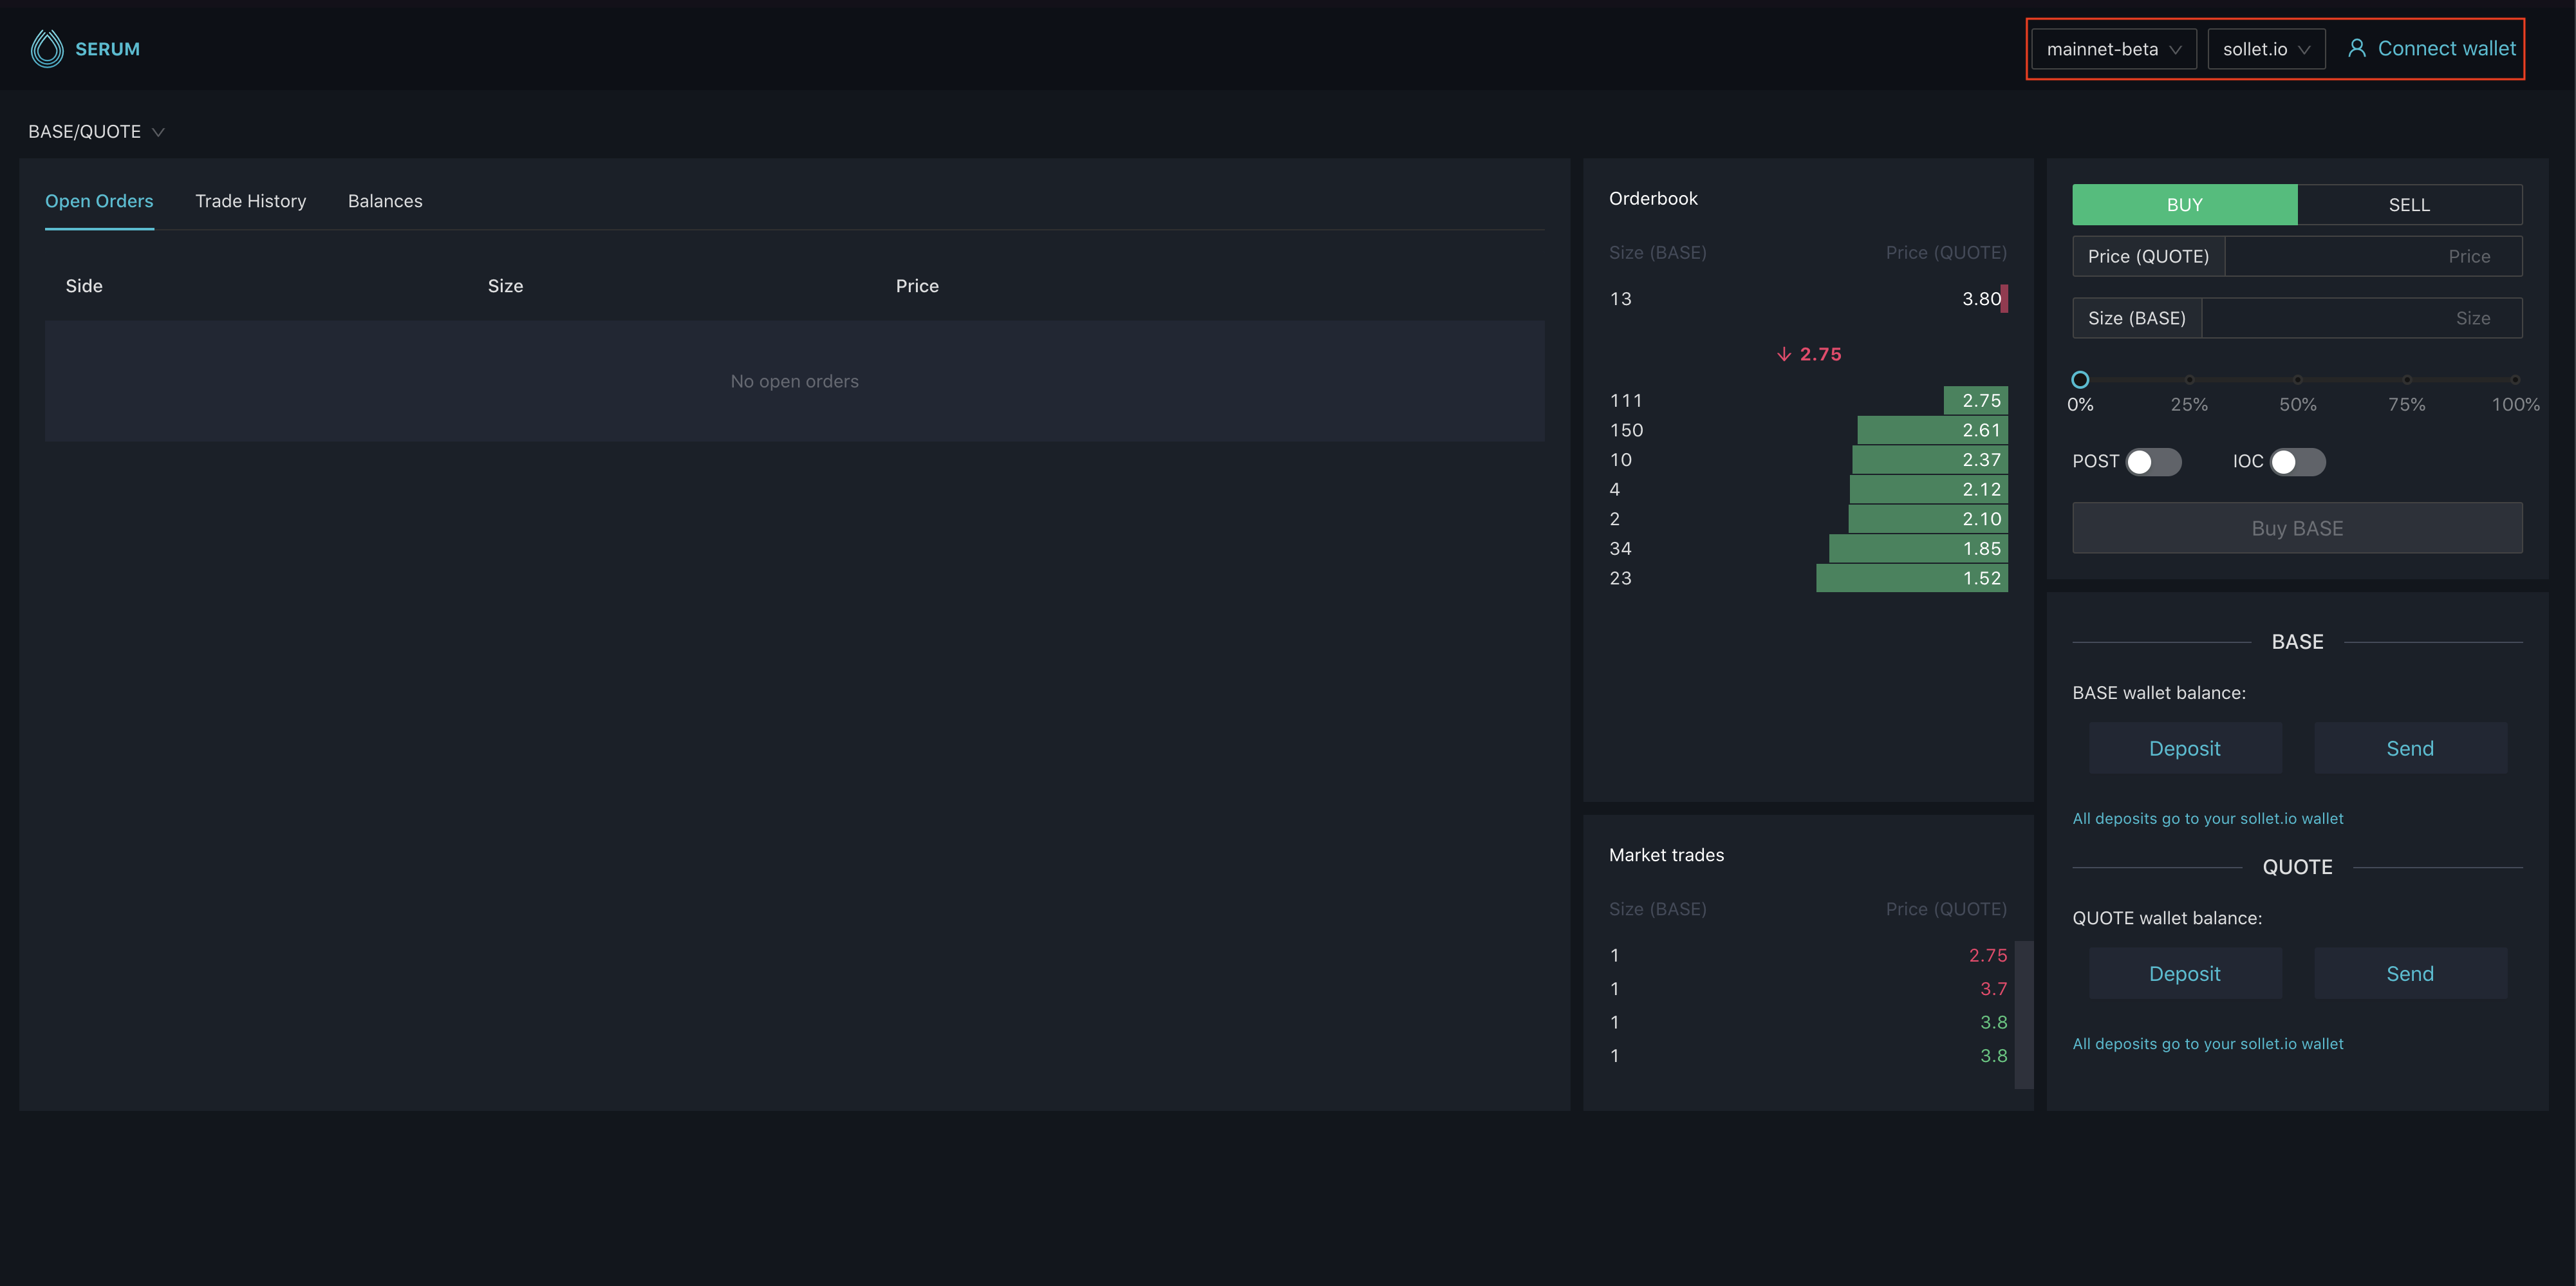 SERUM
mainnet-beta sollet.io Connect wallet
BASE/QUOTE
Open Orders Trade History Balances
Side Size Price
No open orders
Orderbook
Size (BASE) Price (QUOTE)
13 3.80
↓ 2.75
111 2.75
150 2.61
10 2.37
4 2.12
2 2.10
34 1.85
23 1.52
Market trades
Size (BASE) Price (QUOTE)
1 2.75
1 3.7
1 3.8
1 3.8
BUY SELL
Price (QUOTE) Price
Size (BASE) Size
0% 25% 50% 75% 100%
POST IOC
Buy BASE
BASE
BASE wallet balance:
Deposit Send
All deposits go to your sollet.io wallet
QUOTE
QUOTE wallet balance:
Deposit Send
All deposits go to your sollet.io wallet